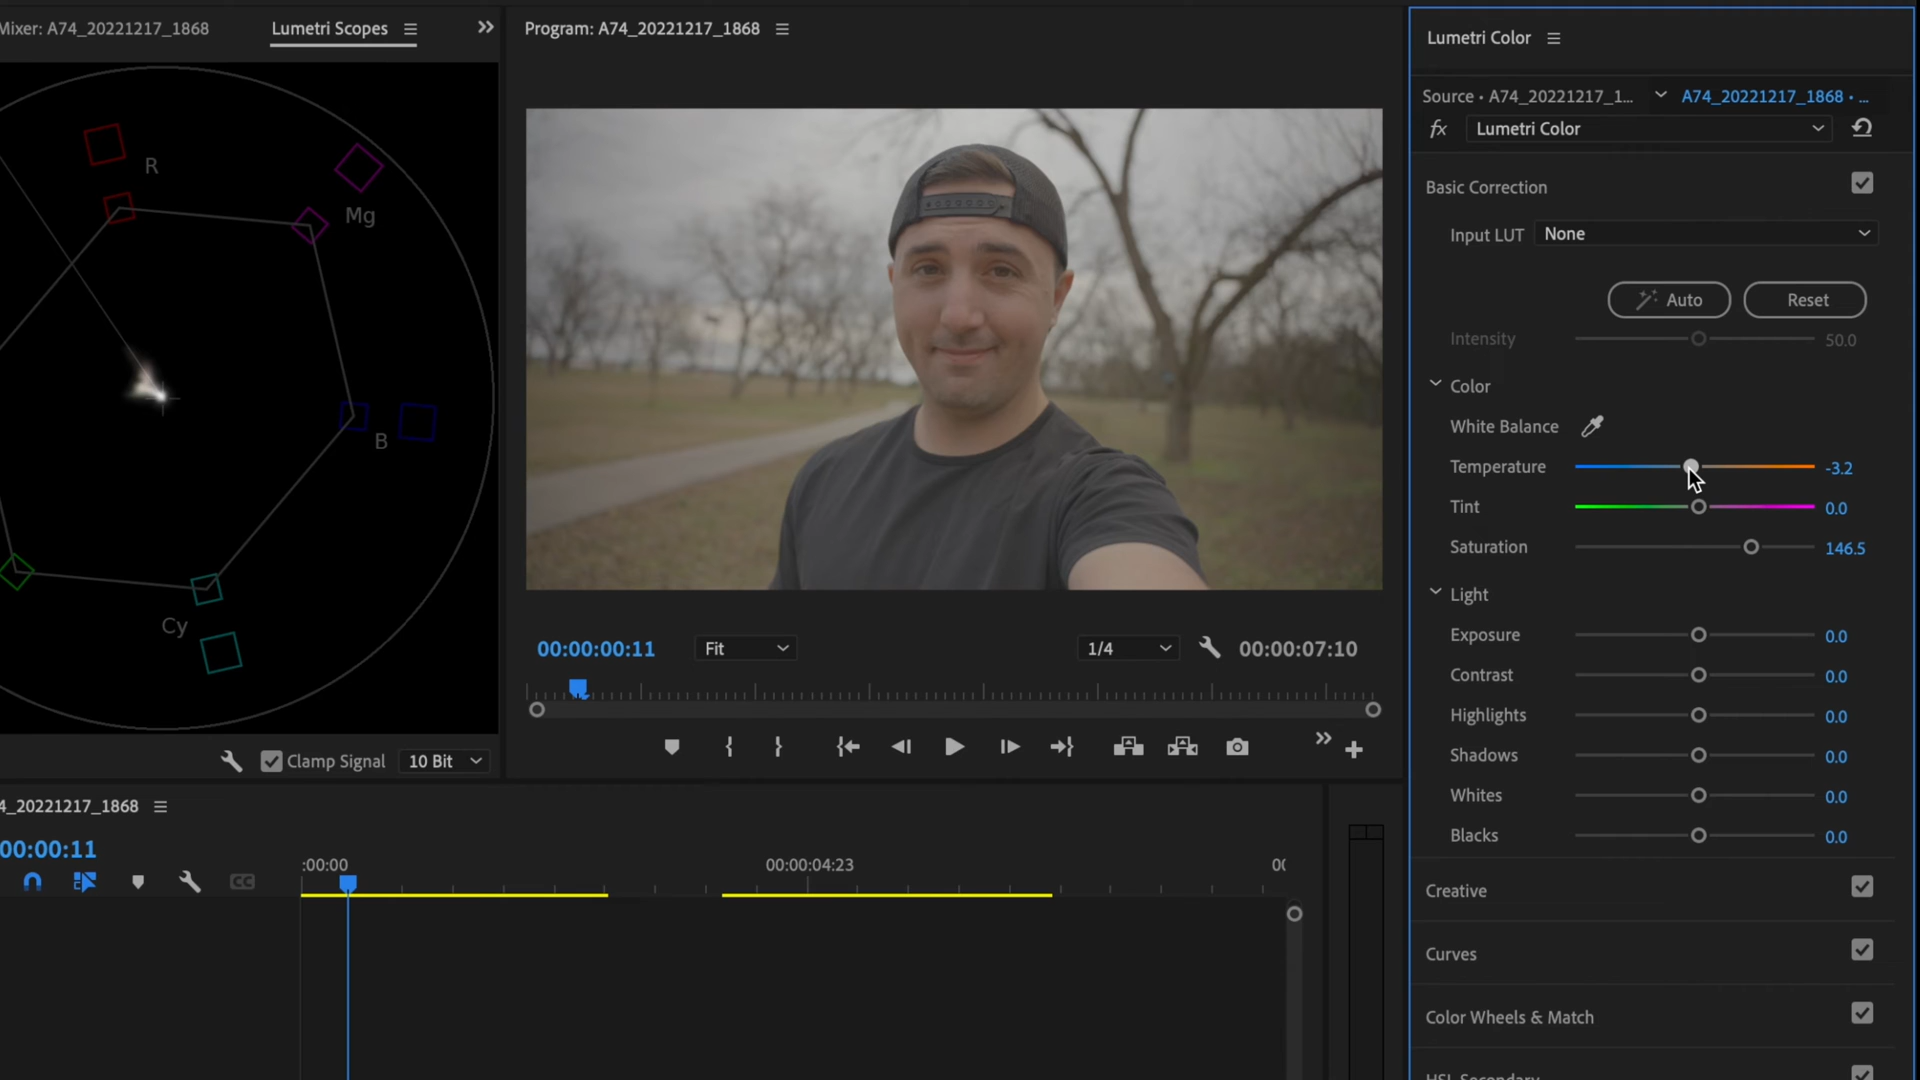 Mixer: A74_20221217_1868
Lumetri Scopes
R
Mg
B
Cy
Clamp Signal
10 Bit
Program: A74_20221217_1868
00:00:00:11
Fit
1/4
00:00:07:10
Lumetri Color
Source • A74_20221217_1...
A74_20221217_1868 • ...
fx
Lumetri Color
Basic Correction
Input LUT
None
Auto
Reset
Intensity
50.0
Color
White Balance
Temperature
-3.2
Tint
0.0
Saturation
146.5
Light
Exposure
0.0
Contrast
0.0
Highlights
0.0
Shadows
0.0
Whites
0.0
Blacks
0.0
Creative
Curves
Color Wheels & Match
HSL Secondary
4_20221217_1868
00:00:11
CC
:00:00
00:00:04:23
00